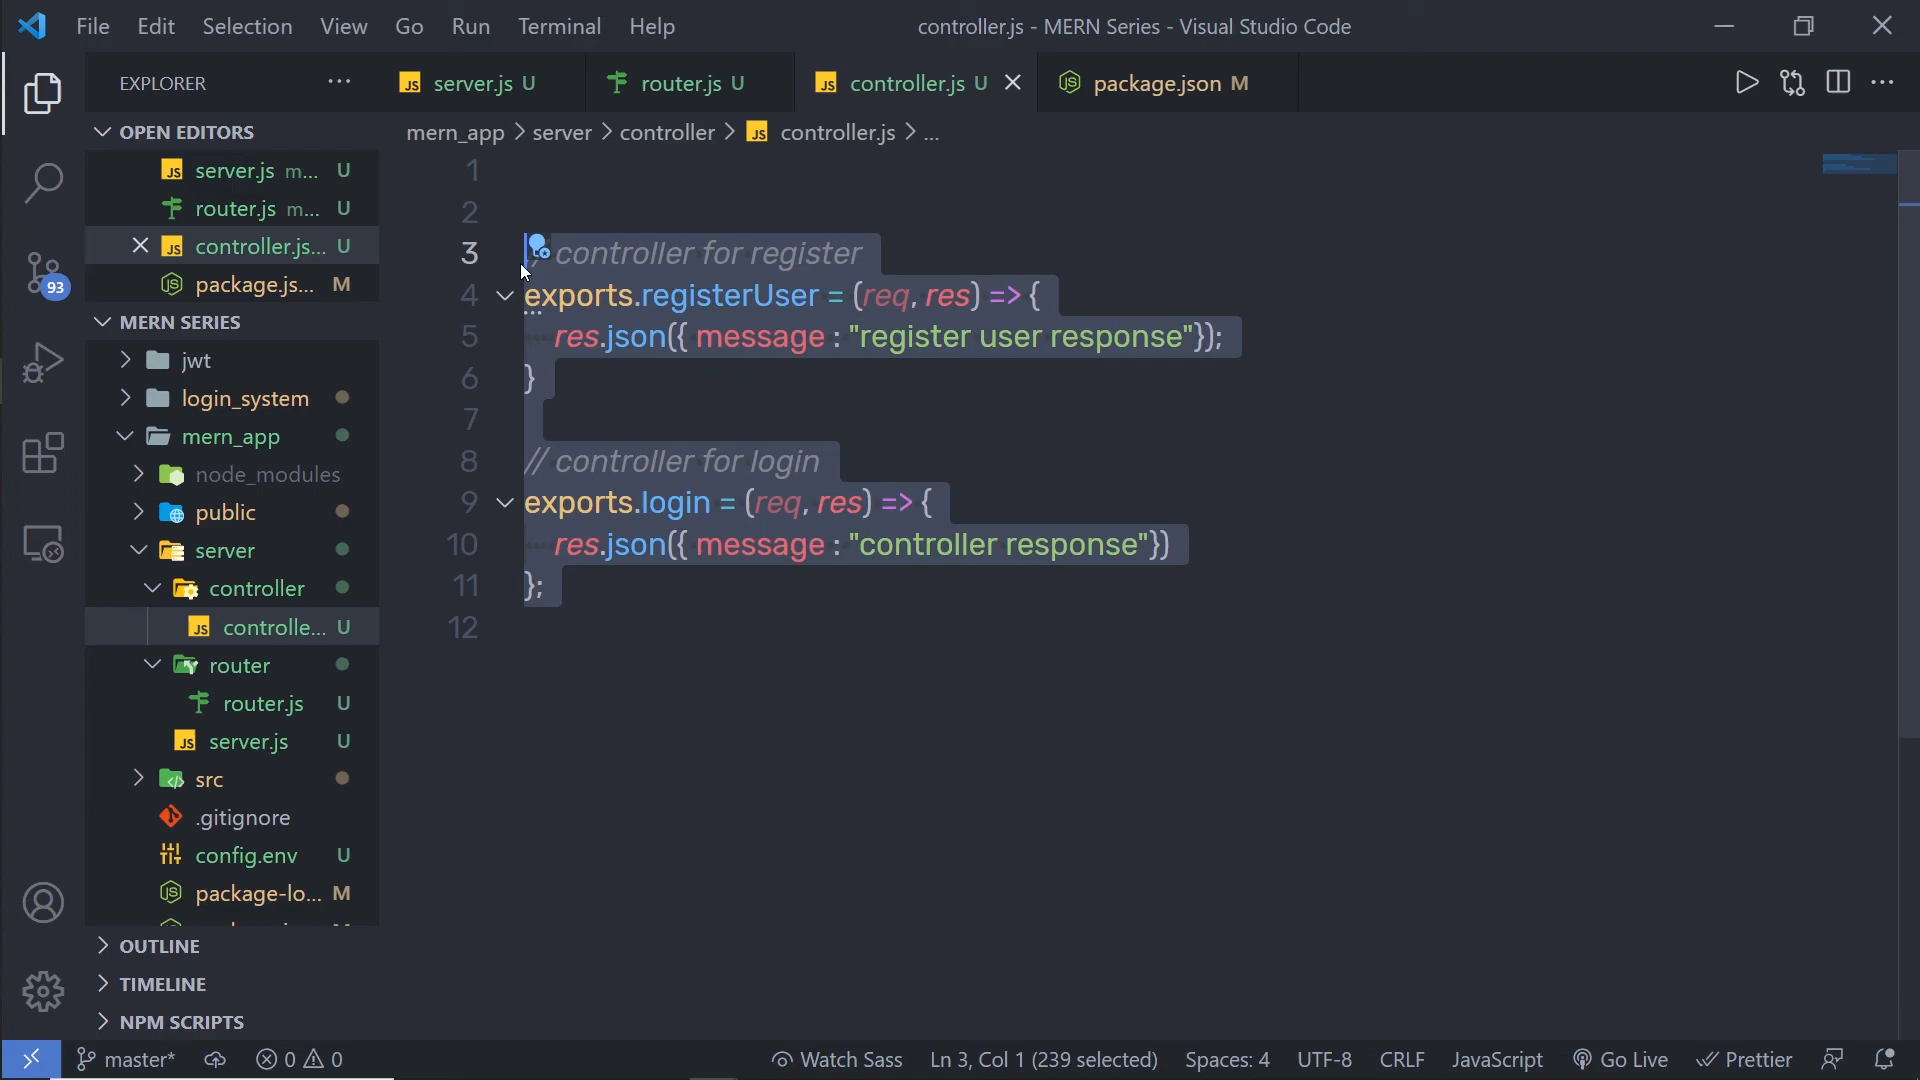 File Edit Selection View Go Run Terminal Help controller.js - MERN Series - Visual Studio Code
EXPLORER
server.js U router.js U controller.js U package.json M
OPEN EDITORS
mern_app server controller JS controller.js ...
JS server.js m... U
router.js m... U
JS controller.js... U
package.js... M
MERN SERIES
jwt
login_system
mern_app
node_modules
public
server
controller
JS controlle... U
router
router.js U
JS server.js U
src
.gitignore
config.env U
package-lo... M
OUTLINE
TIMELINE
NPM SCRIPTS
93
1
2
3 // controller for register
4 exports.registerUser = (req, res) => {
5 res.json({ message : "register user response"});
6 }
7
8 // controller for login
9 exports.login = (req, res) => {
10 res.json({ message : "controller response"})
11 };
12
master* 0 0 Watch Sass Ln 3, Col 1 (239 selected) Spaces: 4 UTF-8 CRLF JavaScript Go Live Prettier